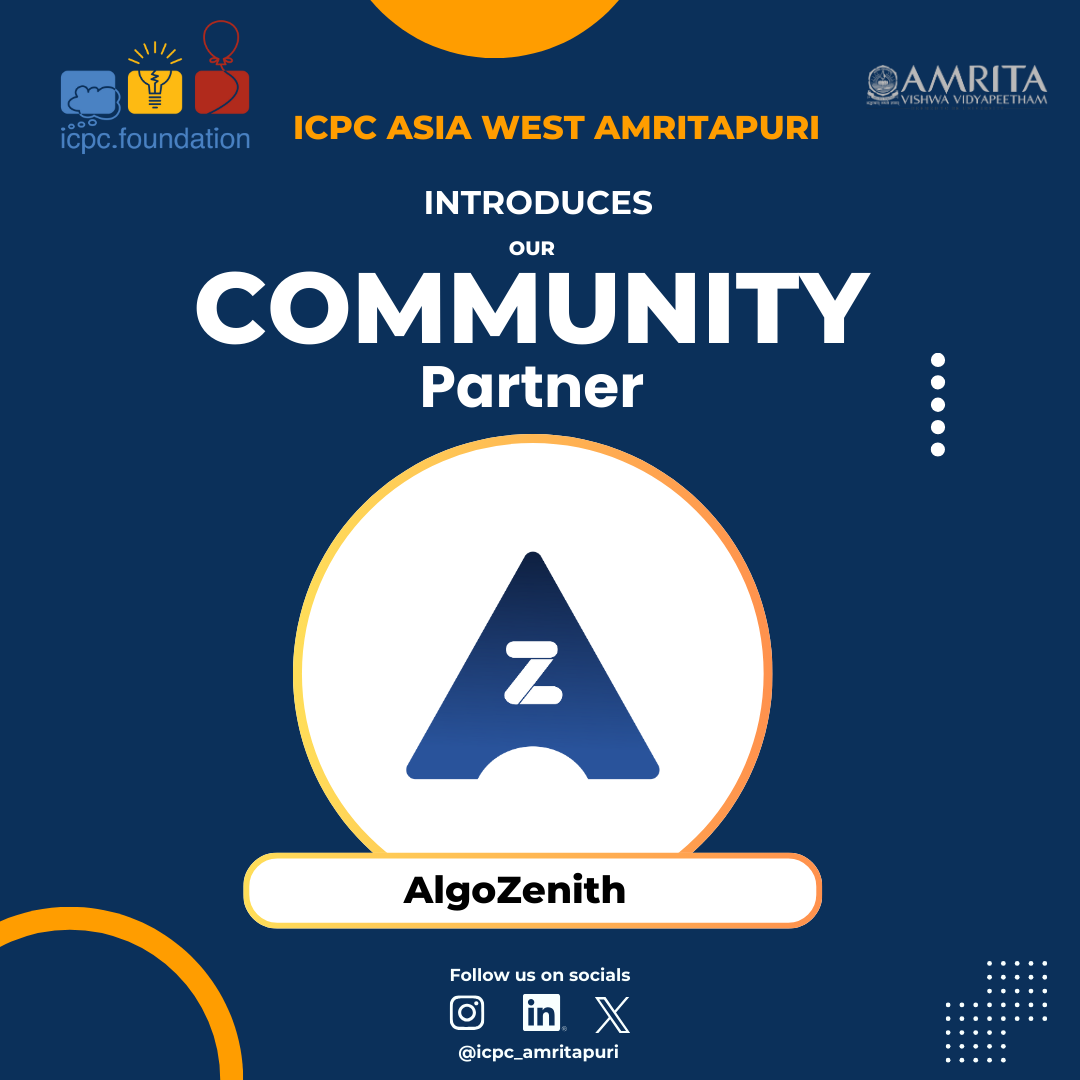 icpc.foundation
AMRITA
VISHWA VIDYAPEETHAM
ICPC ASIA WEST AMRITAPURI
INTRODUCES
OUR
COMMUNITY
Partner
Z
AlgoZenith
Follow us on socials
in
X
@icpc_amritapuri